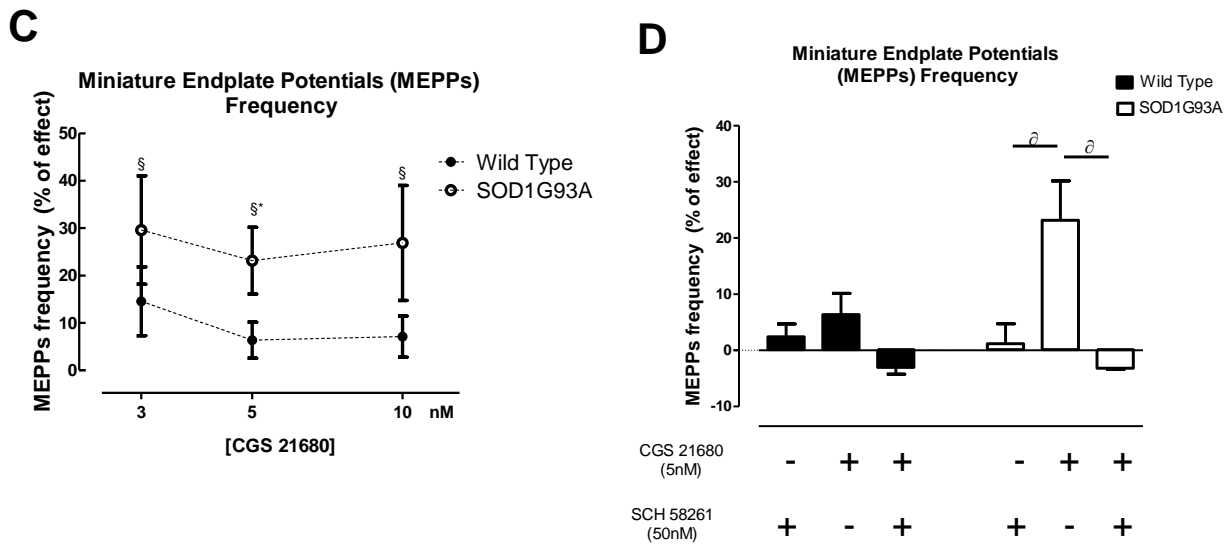 C
Miniature Endplate Potentials (MEPPs)
Frequency
MEPPs frequency (% of effect)
50
40
30
20
10
0
§
§*
§
Wild Type
SOD1G93A
3 5 10 nM
[CGS 21680]
D
Miniature Endplate Potentials
(MEPPs) Frequency
Wild Type
SOD1G93A
MEPPs frequency (% of effect)
40
30
20
10
0
-10
∂ ∂
CGS 21680
(5nM)
- + + - + +
SCH 58261
(50nM)
+ - + + - +